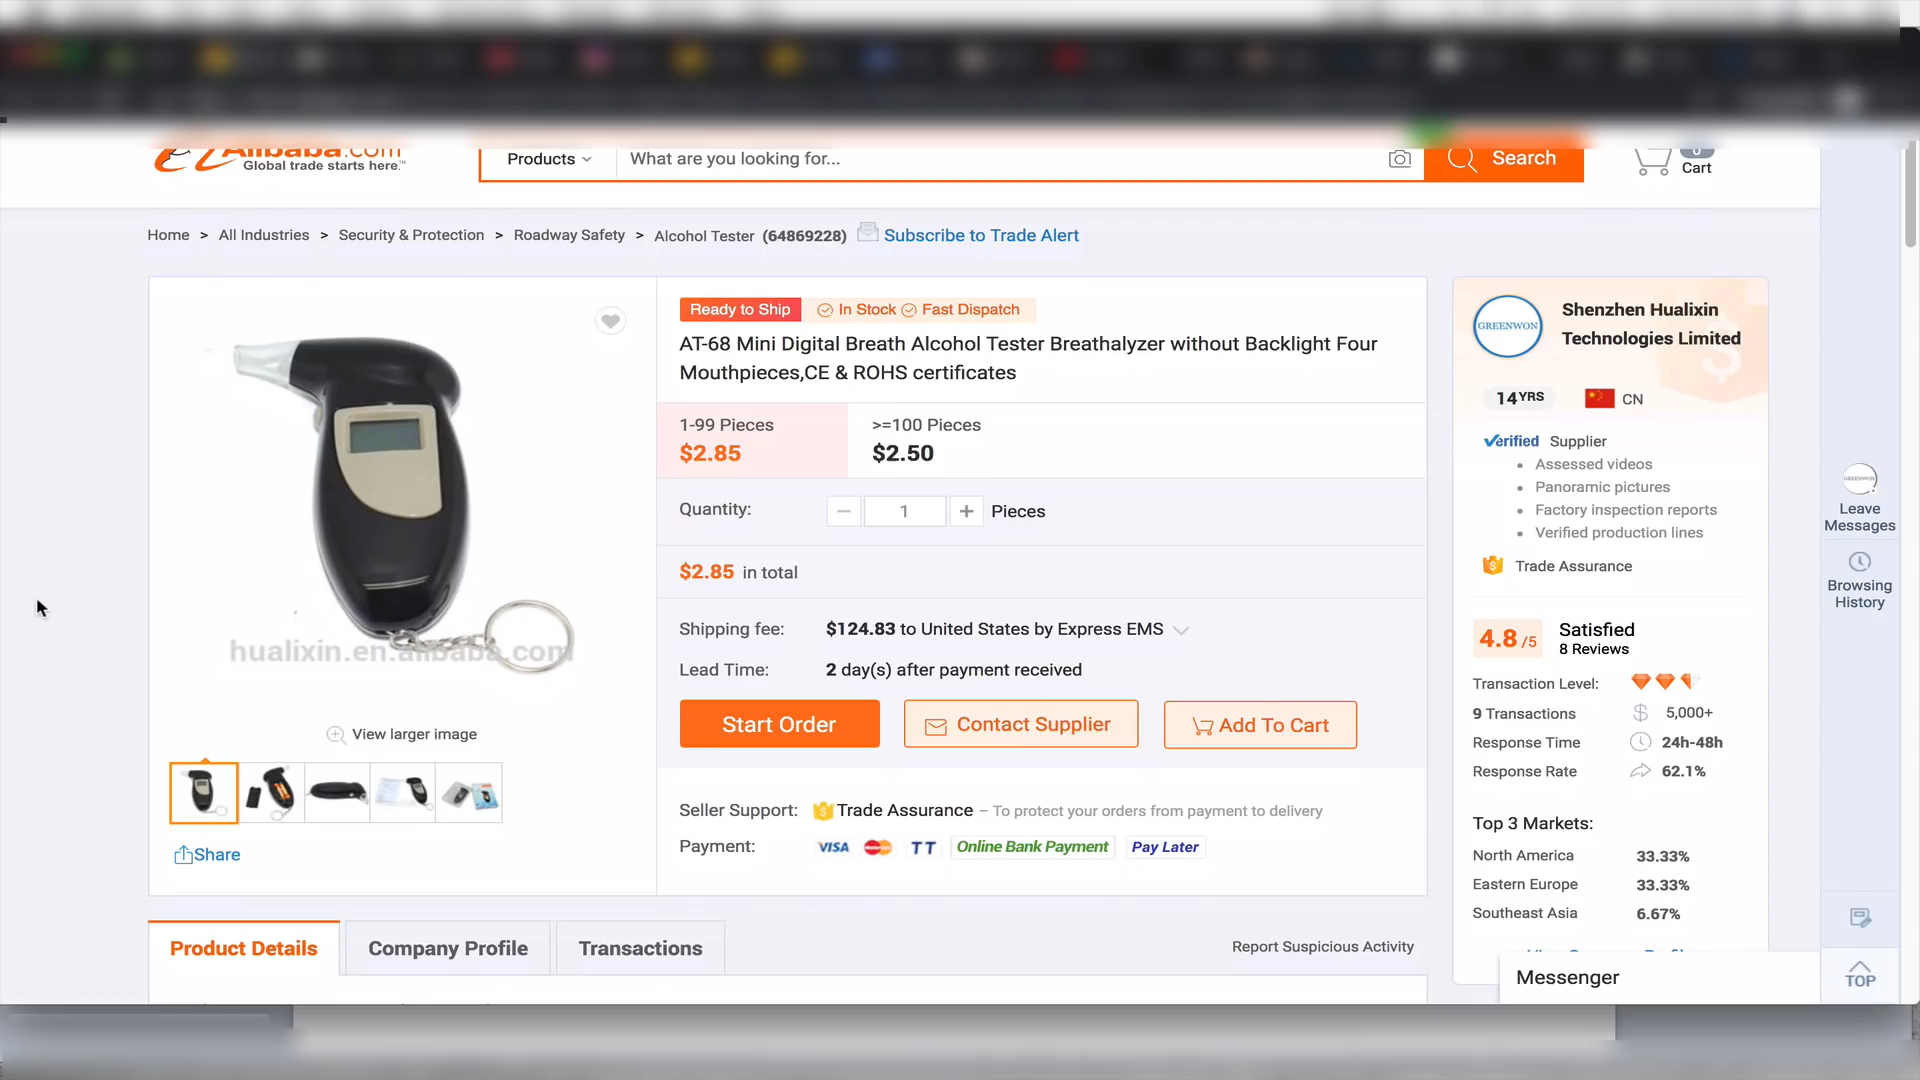 Alibaba.com
Global trade starts here.™
Products
What are you looking for...
Search
0
Cart
Home > All Industries > Security & Protection > Roadway Safety > Alcohol Tester (64869228) Subscribe to Trade Alert
Ready to Ship In Stock Fast Dispatch
AT-68 Mini Digital Breath Alcohol Tester Breathalyzer without Backlight Four
Mouthpieces,CE & ROHS certificates
1-99 Pieces
$2.85
>=100 Pieces
$2.50
Quantity: 1 Pieces
$2.85 in total
Shipping fee: $124.83 to United States by Express EMS
Lead Time: 2 day(s) after payment received
Start Order
Contact Supplier
Add To Cart
Seller Support: Trade Assurance – To protect your orders from payment to delivery
Payment: VISA TT Online Bank Payment Pay Later
hualixin.en.alibaba.com
View larger image
Share
GREENWON
Shenzhen Hualixin
Technologies Limited
14 YRS CN
Verified Supplier
Assessed videos
Panoramic pictures
Factory inspection reports
Verified production lines
Trade Assurance
4.8 /5
Satisfied
8 Reviews
Transaction Level:
9 Transactions 5,000+
Response Time 24h-48h
Response Rate 62.1%
Top 3 Markets:
North America 33.33%
Eastern Europe 33.33%
Southeast Asia 6.67%
GREENWON
Leave
Messages
Browsing
History
Product Details
Company Profile
Transactions
Report Suspicious Activity
Messenger
TOP